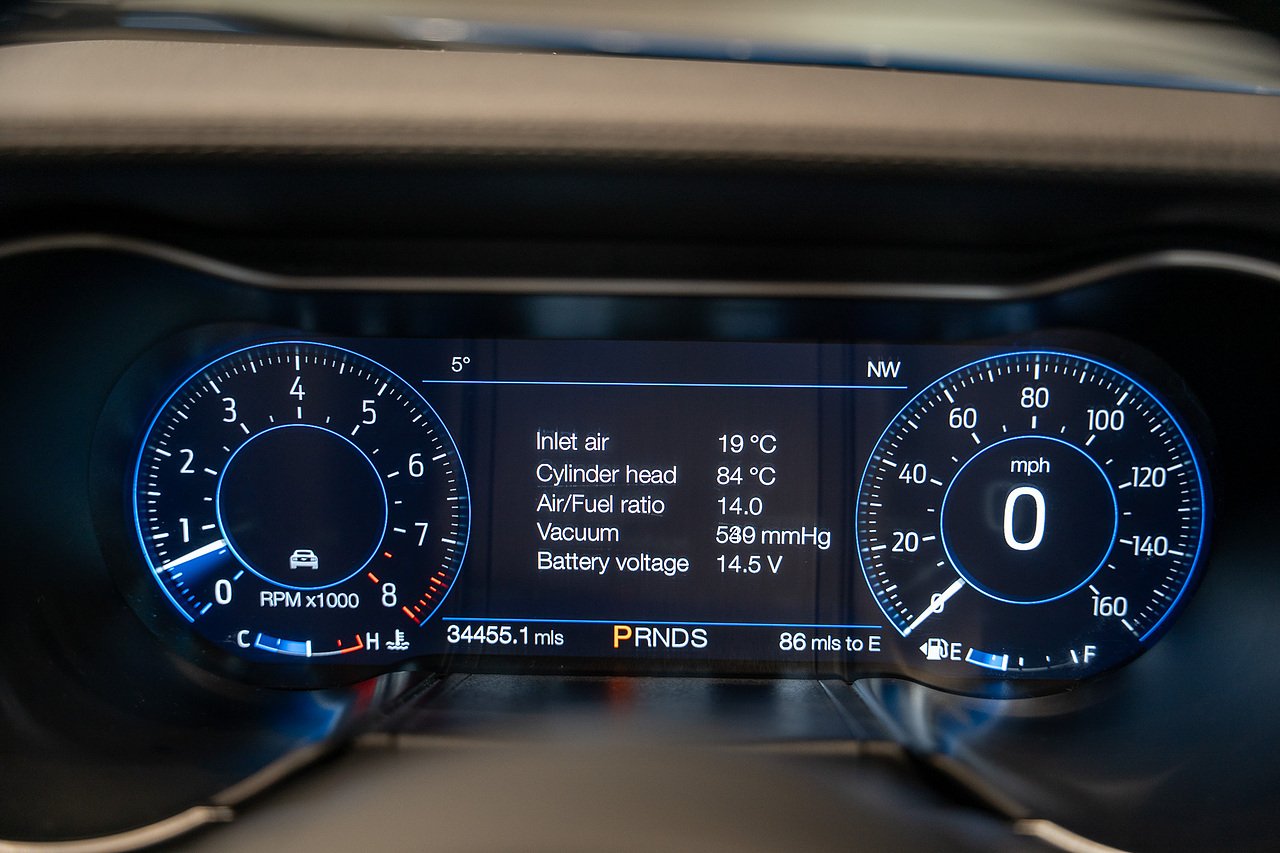 5° NW
4
3 5
2 6
1 7
0 8
RPM x1000
C H
Inlet air 19 °C
Cylinder head 84 °C
Air/Fuel ratio 14.0
Vacuum mmHg
Battery voltage 14.5 V
34455.1 mls PRNDS 86 mls to E
80
60 100
mph
40 120
0
20 140
0 160
E F